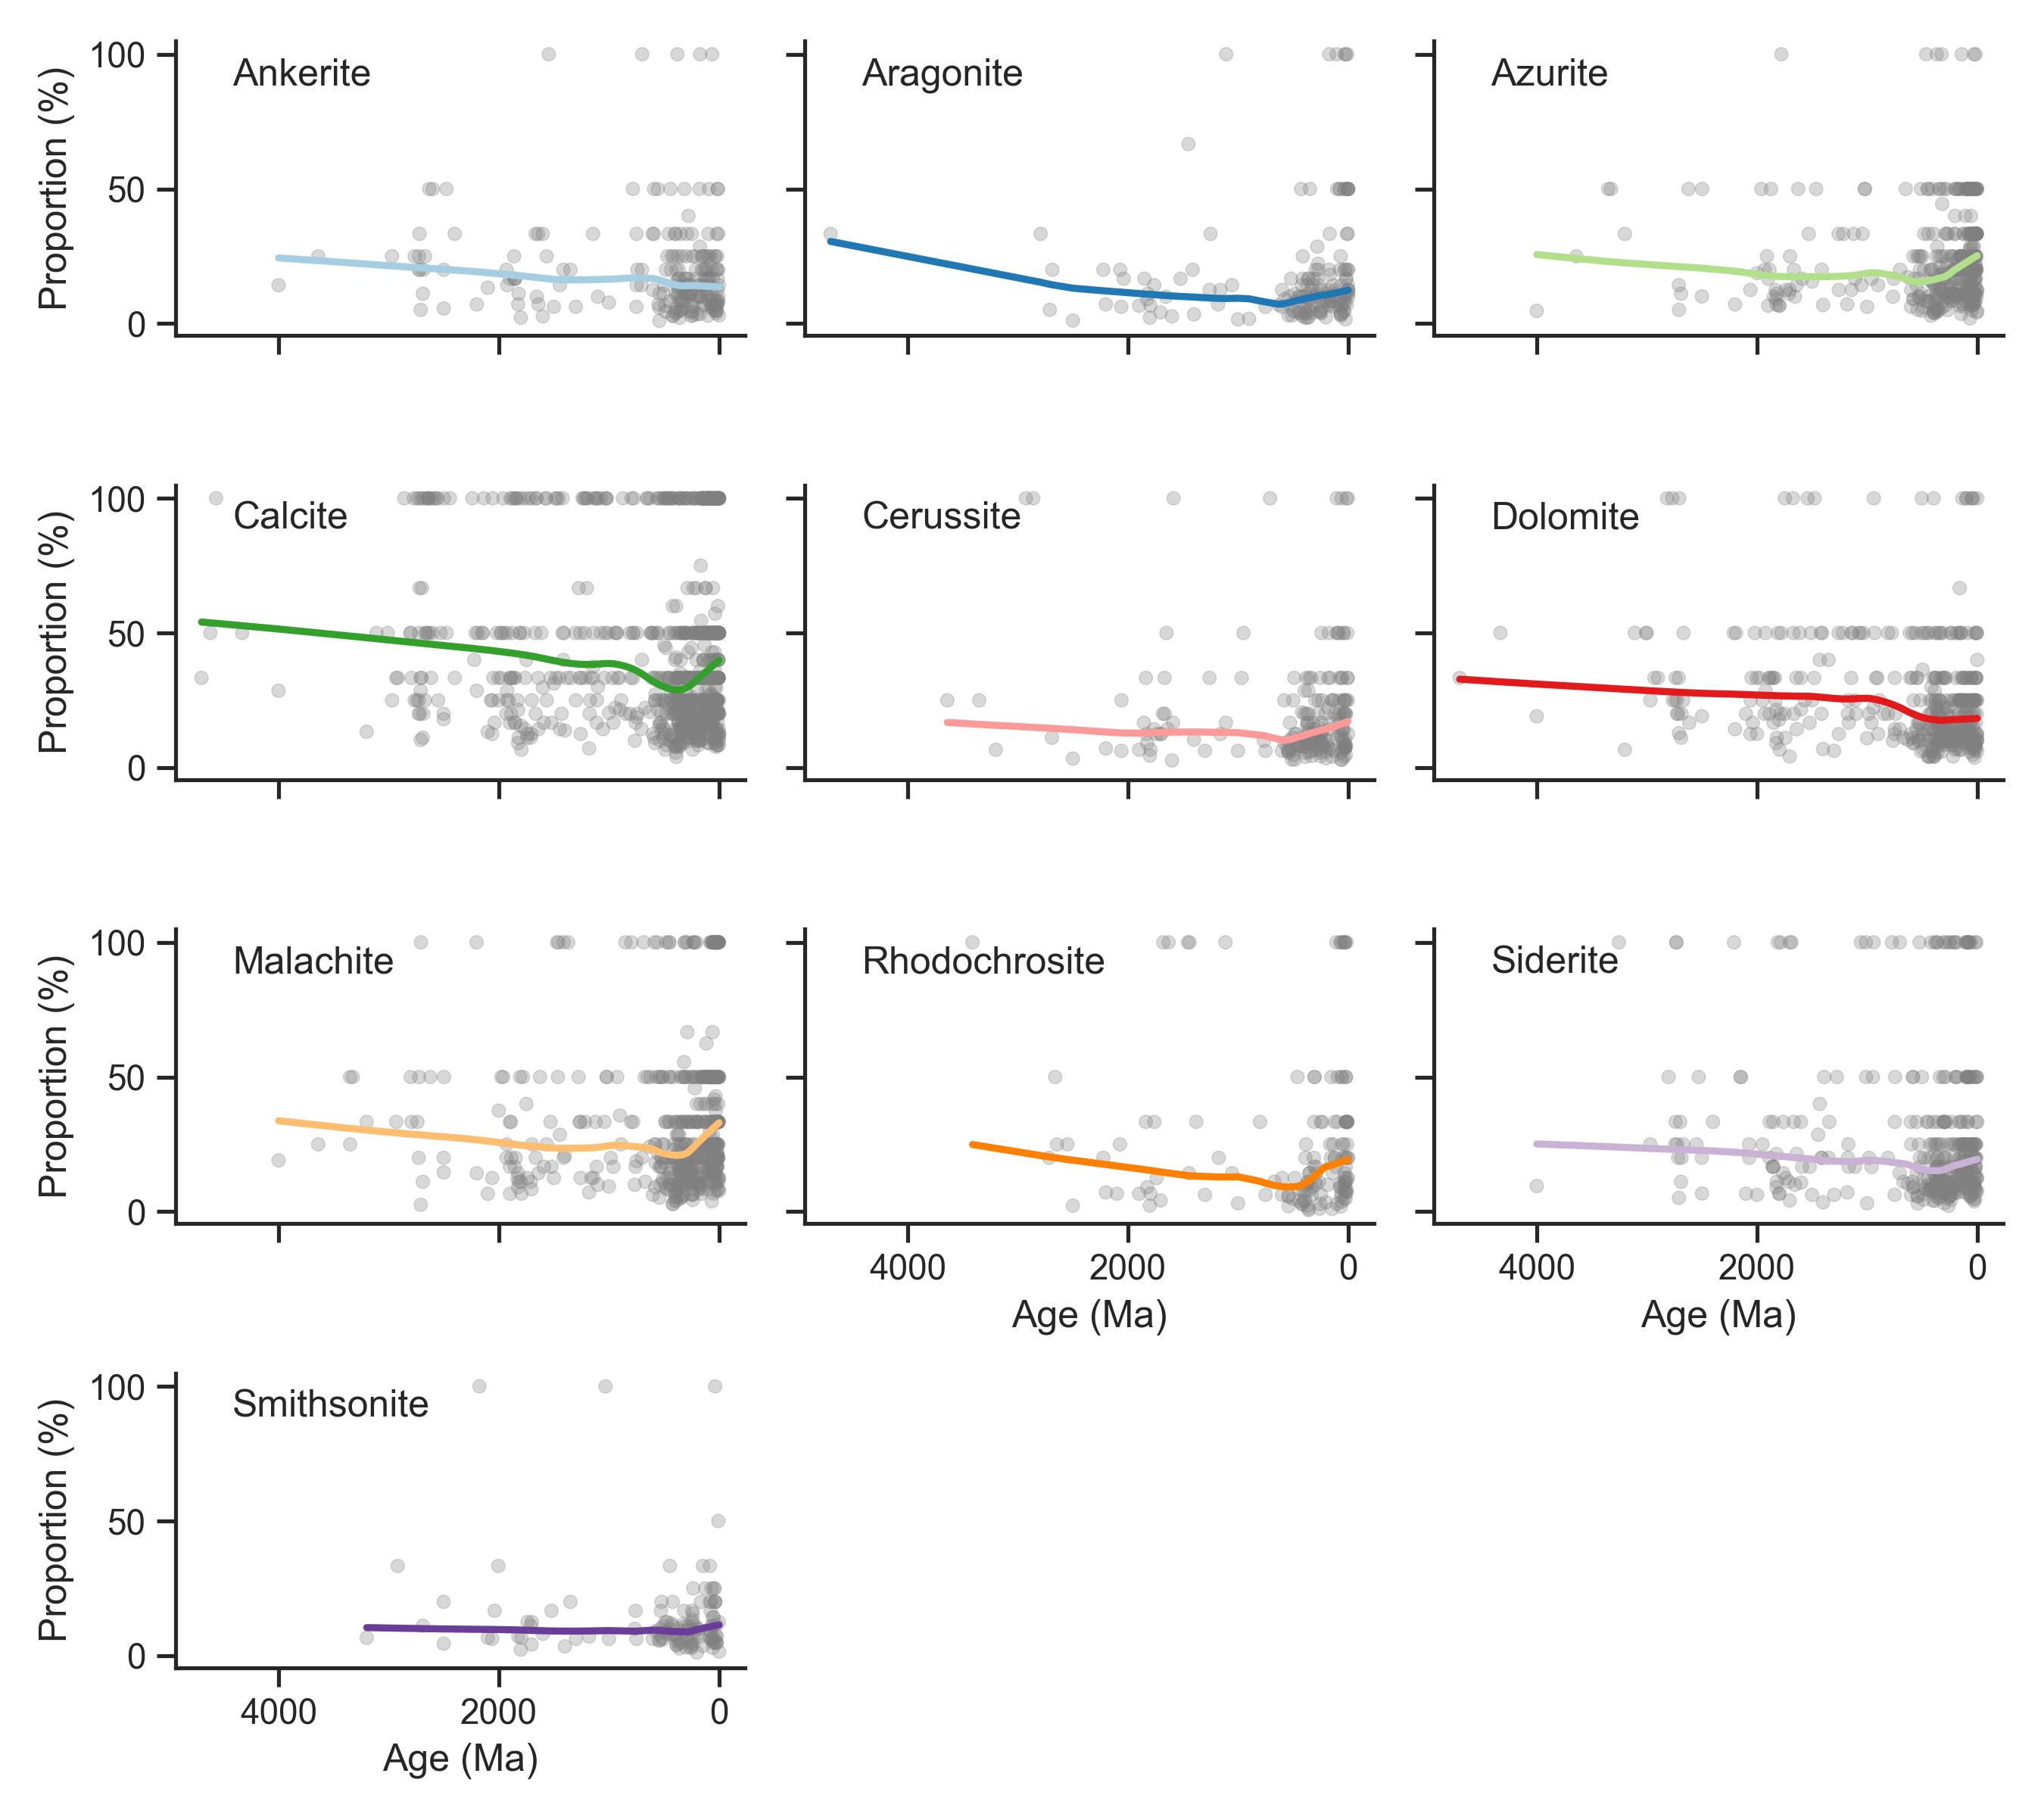 100 Ankerite Aragonite Azurite
50
0
Proportion (%)
100 Calcite Cerussite Dolomite
50
0
Proportion (%)
100 Malachite Rhodochrosite Siderite
50
0
Proportion (%)
4000 2000 0 4000 2000 0
Age (Ma) Age (Ma)
100 Smithsonite
50
0
Proportion (%)
4000 2000 0
Age (Ma)